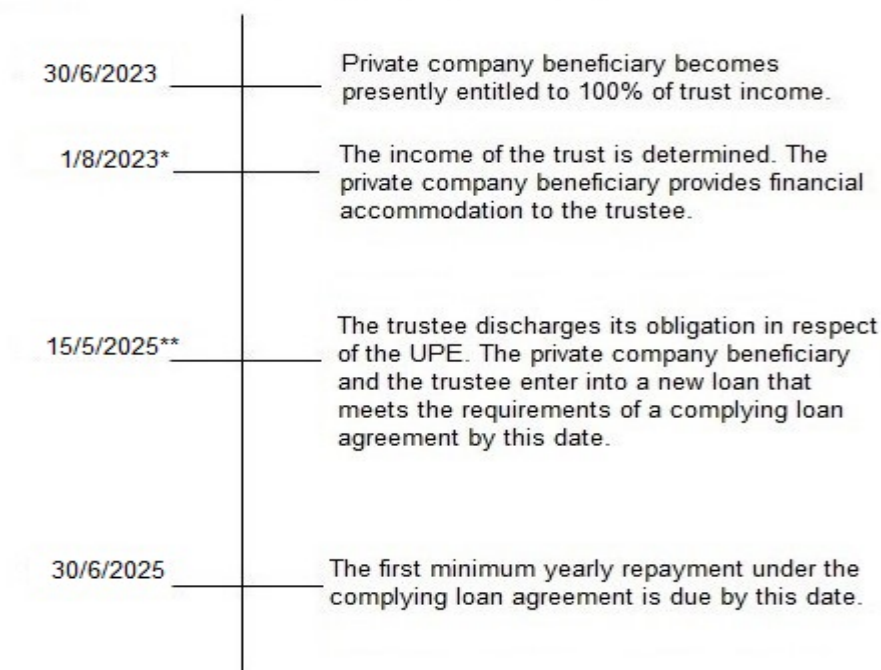 30/6/2023
Private company beneficiary becomes
presently entitled to 100% of trust income.
1/8/2023*
The income of the trust is determined. The
private company beneficiary provides financial
accommodation to the trustee.
15/5/2025**
The trustee discharges its obligation in respect
of the UPE. The private company beneficiary
and the trustee enter into a new loan that
meets the requirements of a complying loan
agreement by this date.
30/6/2025
The first minimum yearly repayment under the
complying loan agreement is due by this date.